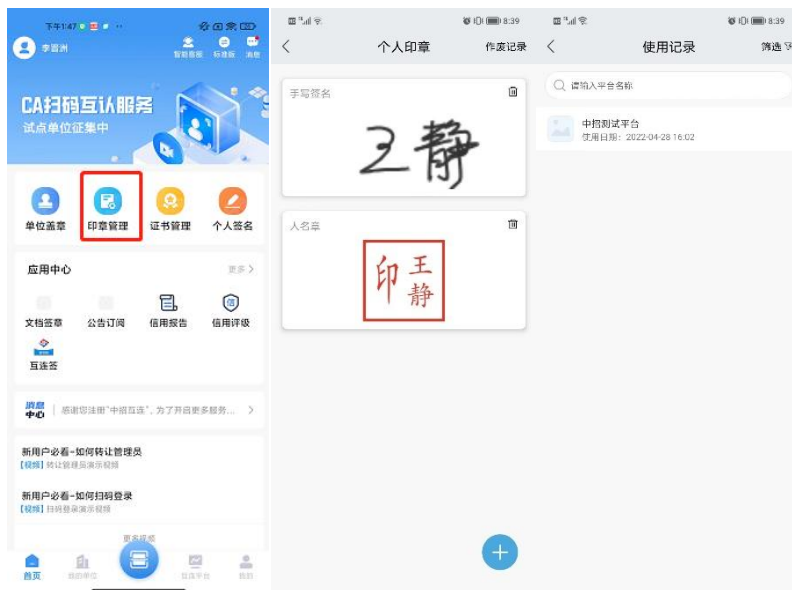 下午1:47
李晋洲
智能客服 标准版 消息
CA扫码互认服务
试点单位征集中
单位盖章 印章管理 证书管理 个人签名
应用中心
更多
文档签章 公告订阅 信用报告 信用评级
互连签
消息中心 感谢您注册"中招互连",为了开启更多服务...
新用户必看-如何转让管理员
【视频】转让管理员演示视频
新用户必看-如何扫码登录
【视频】扫码登录演示视频
更多视频
首页 我的单位 我的
8:39
个人印章 作废记录
手写签名
王静
人名章
印王静
8:39
使用记录 筛选
请输入平台名称
中招测试平台
使用日期:2022-04-28 16:02